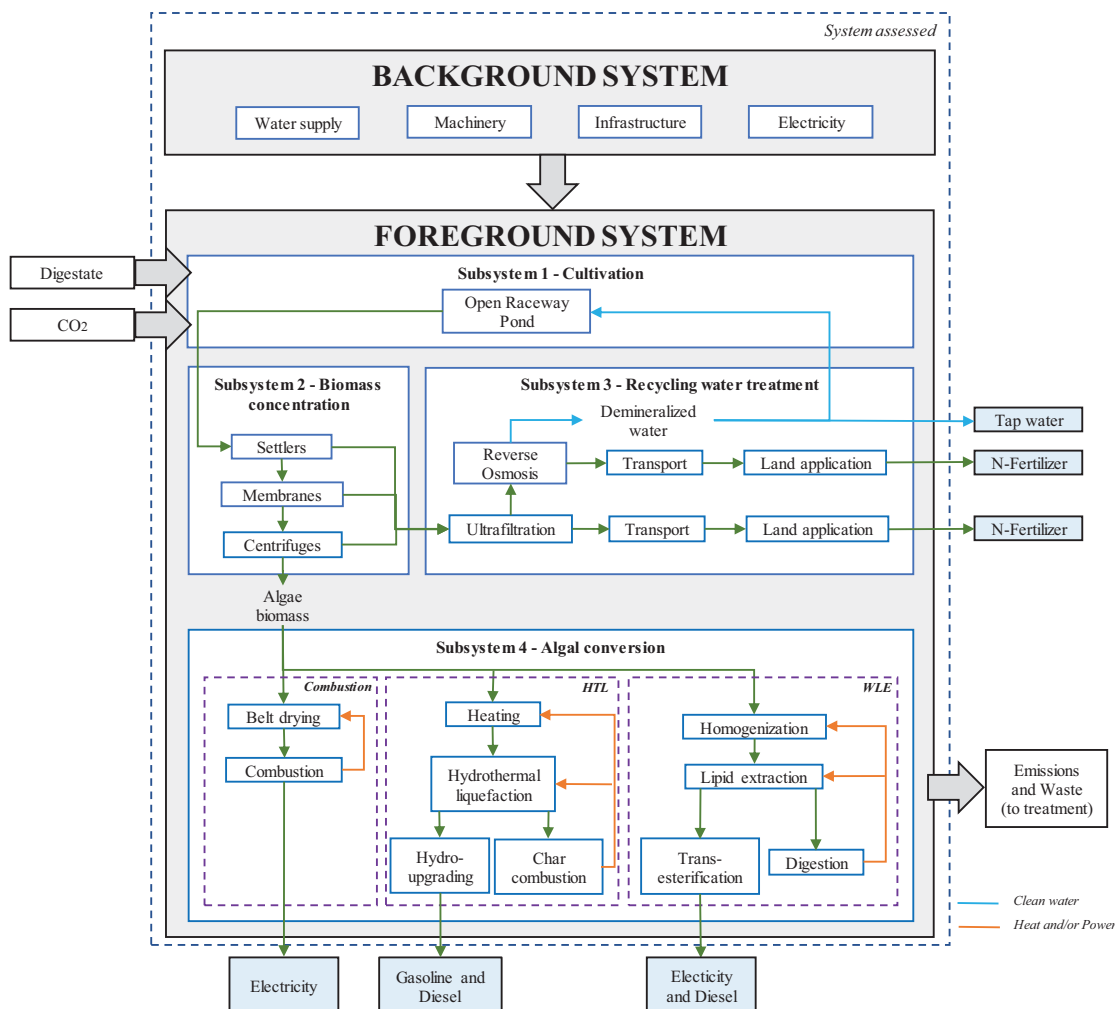 System assessed
BACKGROUND SYSTEM
Water supply
Machinery
Infrastructure
Electricity
FOREGROUND SYSTEM
Digestate
CO2
Subsystem 1 - Cultivation
Open Raceway
Pond
Subsystem 2 - Biomass
concentration
Settlers
Membranes
Centrifuges
Algae
biomass
Subsystem 3 - Recycling water treatment
Demineralized
water
Reverse
Osmosis
Transport
Land application
Ultrafiltration
Transport
Land application
Tap water
N-Fertilizer
N-Fertilizer
Subsystem 4 - Algal conversion
Combustion
Belt drying
Combustion
HTL
Heating
Hydrothermal
liquefaction
Hydro-
upgrading
Char
combustion
WLE
Homogenization
Lipid extraction
Trans-
esterification
Digestion
Emissions
and Waste
(to treatment)
Clean water
Heat and/or Power
Electricity
Gasoline and
Diesel
Electicity
and Diesel